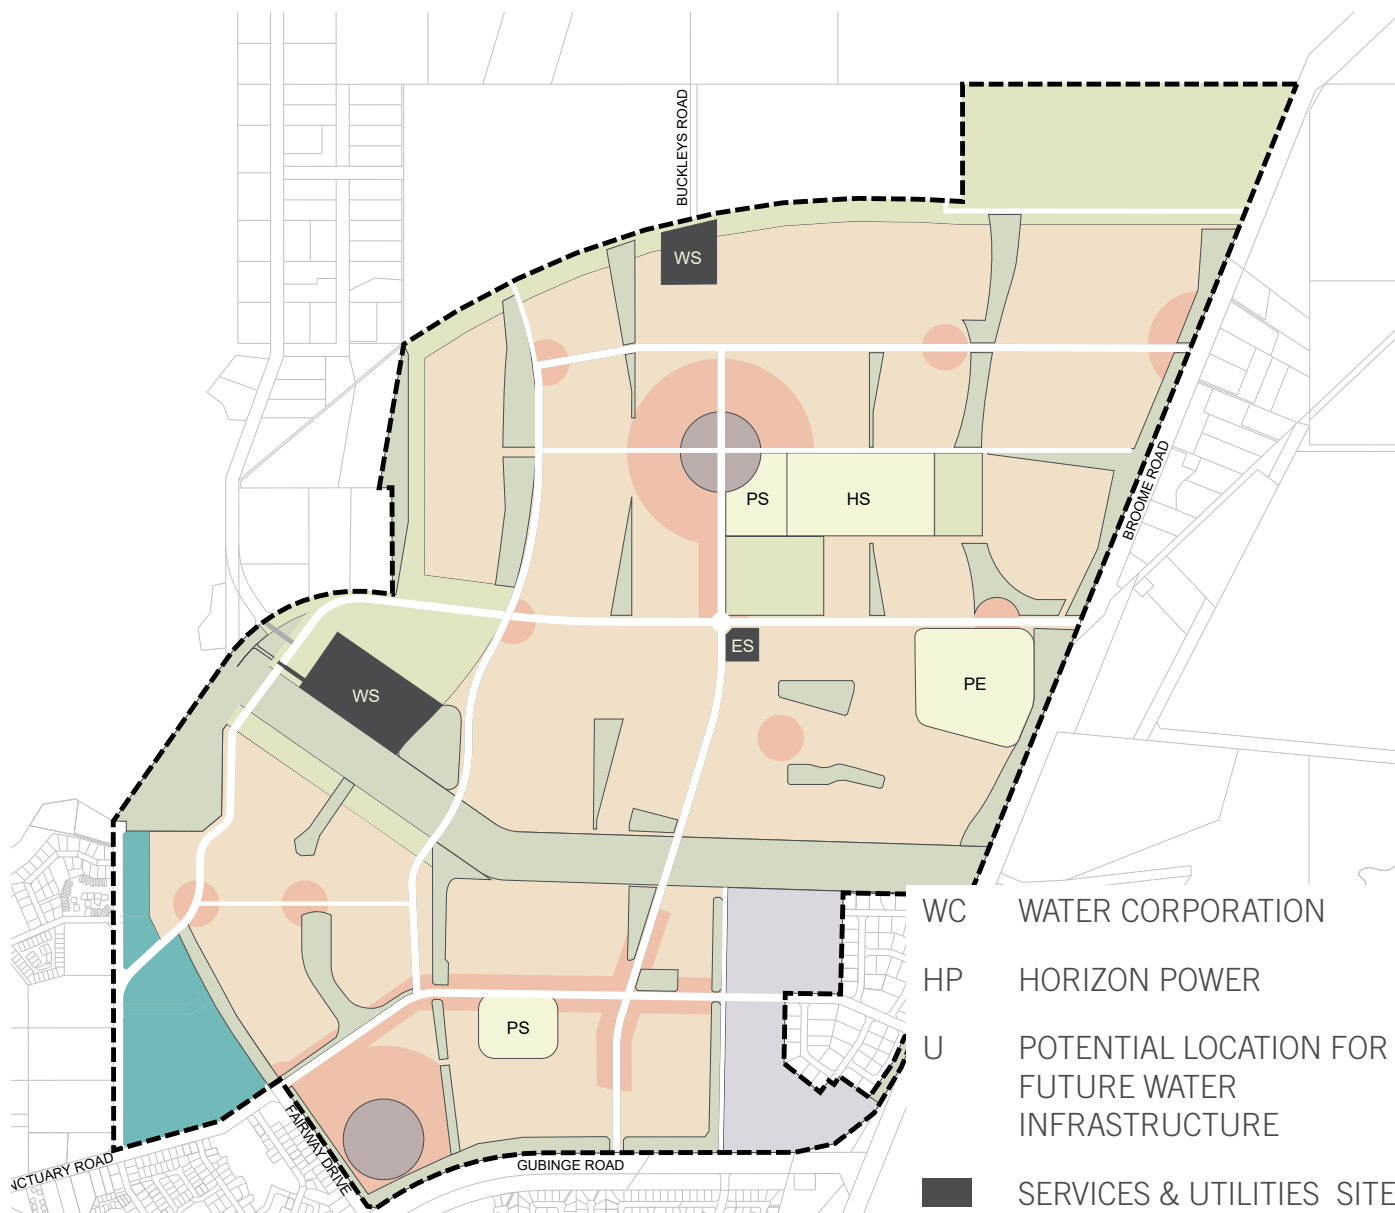 BUCKLEYS ROAD
WS
BROOME ROAD
PS
HS
ES
PE
WS
PS
WC WATER CORPORATION
HP HORIZON POWER
U POTENTIAL LOCATION FOR
FUTURE WATER
INFRASTRUCTURE
SERVICES & UTILITIES SITE
FAIRWAY DRIVE
NCTUARY ROAD
GUBINGE ROAD